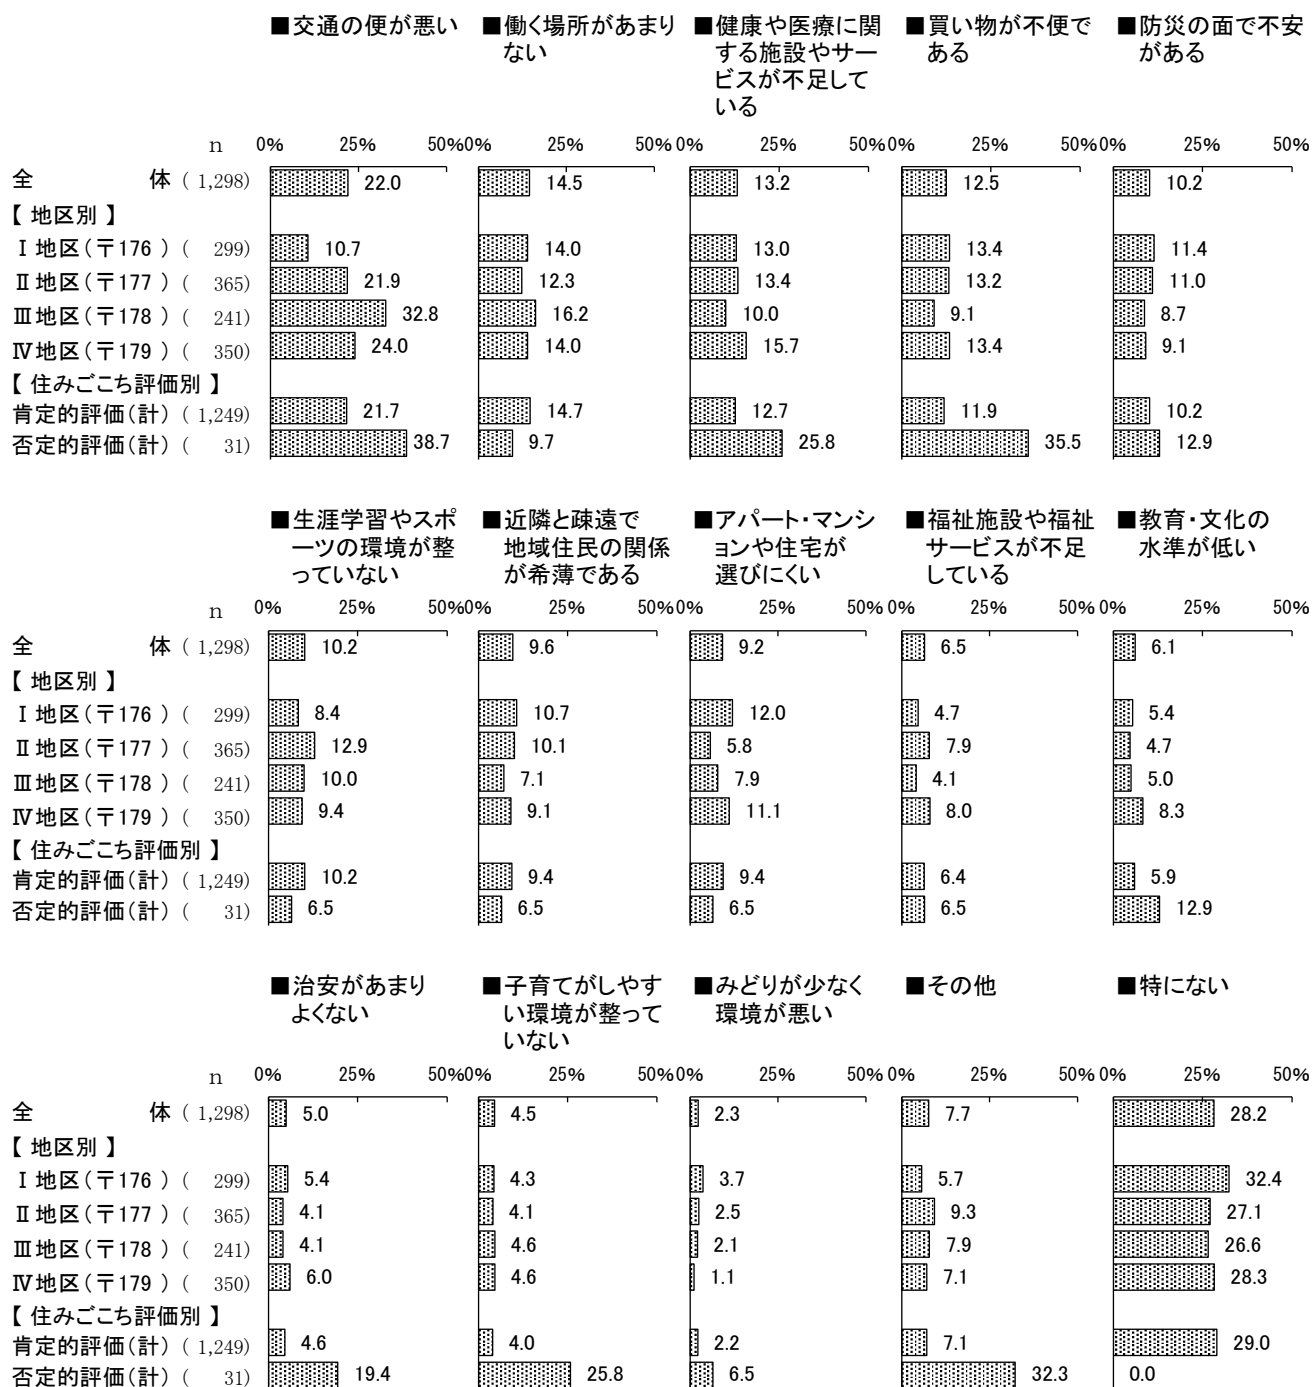 ■交通の便が悪い ■働く場所があまり ■健康や医療に関 ■買い物が不便で ■防災の面で不安
ない する施設やサー ある がある
ビスが不足して
いる
n 0% 25% 50%0% 25% 50%0% 25% 50%0% 25% 50%0% 25% 50%
全 体 ( 1,298) 22.0 14.5 13.2 12.5 10.2
【 地区別 】
Ⅰ地区(〒176 ) ( 299) 10.7 14.0 13.0 13.4 11.4
Ⅱ地区(〒177 ) ( 365) 21.9 12.3 13.4 13.2 11.0
Ⅲ地区(〒178 ) ( 241) 32.8 16.2 10.0 9.1 8.7
Ⅳ地区(〒179 ) ( 350) 24.0 14.0 15.7 13.4 9.1
【 住みごこち評価別 】
肯定的評価(計) ( 1,249) 21.7 14.7 12.7 11.9 10.2
否定的評価(計) ( 31) 38.7 9.7 25.8 35.5 12.9
■生涯学習やスポ ■近隣と疎遠で ■アパート・マンシ ■福祉施設や福祉 ■教育・文化の
ーツの環境が整 地域住民の関係 ョンや住宅が サービスが不足 水準が低い
っていない が希薄である 選びにくい している
n 0% 25% 50%0% 25% 50%0% 25% 50%0% 25% 50%0% 25% 50%
全 体 ( 1,298) 10.2 9.6 9.2 6.5 6.1
【 地区別 】
Ⅰ地区(〒176 ) ( 299) 8.4 10.7 12.0 4.7 5.4
Ⅱ地区(〒177 ) ( 365) 12.9 10.1 5.8 7.9 4.7
Ⅲ地区(〒178 ) ( 241) 10.0 7.1 7.9 4.1 5.0
Ⅳ地区(〒179 ) ( 350) 9.4 9.1 11.1 8.0 8.3
【 住みごこち評価別 】
肯定的評価(計) ( 1,249) 10.2 9.4 9.4 6.4 5.9
否定的評価(計) ( 31) 6.5 6.5 6.5 6.5 12.9
■治安があまり ■子育てがしやす ■みどりが少なく ■その他 ■特にない
よくない い環境が整って 環境が悪い
いない
n 0% 25% 50%0% 25% 50%0% 25% 50%0% 25% 50%0% 25% 50%
全 体 ( 1,298) 5.0 4.5 2.3 7.7 28.2
【 地区別 】
Ⅰ地区(〒176 ) ( 299) 5.4 4.3 3.7 5.7 32.4
Ⅱ地区(〒177 ) ( 365) 4.1 4.1 2.5 9.3 27.1
Ⅲ地区(〒178 ) ( 241) 4.1 4.6 2.1 7.9 26.6
Ⅳ地区(〒179 ) ( 350) 6.0 4.6 1.1 7.1 28.3
【 住みごこち評価別 】
肯定的評価(計) ( 1,249) 4.6 4.0 2.2 7.1 29.0
否定的評価(計) ( 31) 19.4 25.8 6.5 32.3 0.0